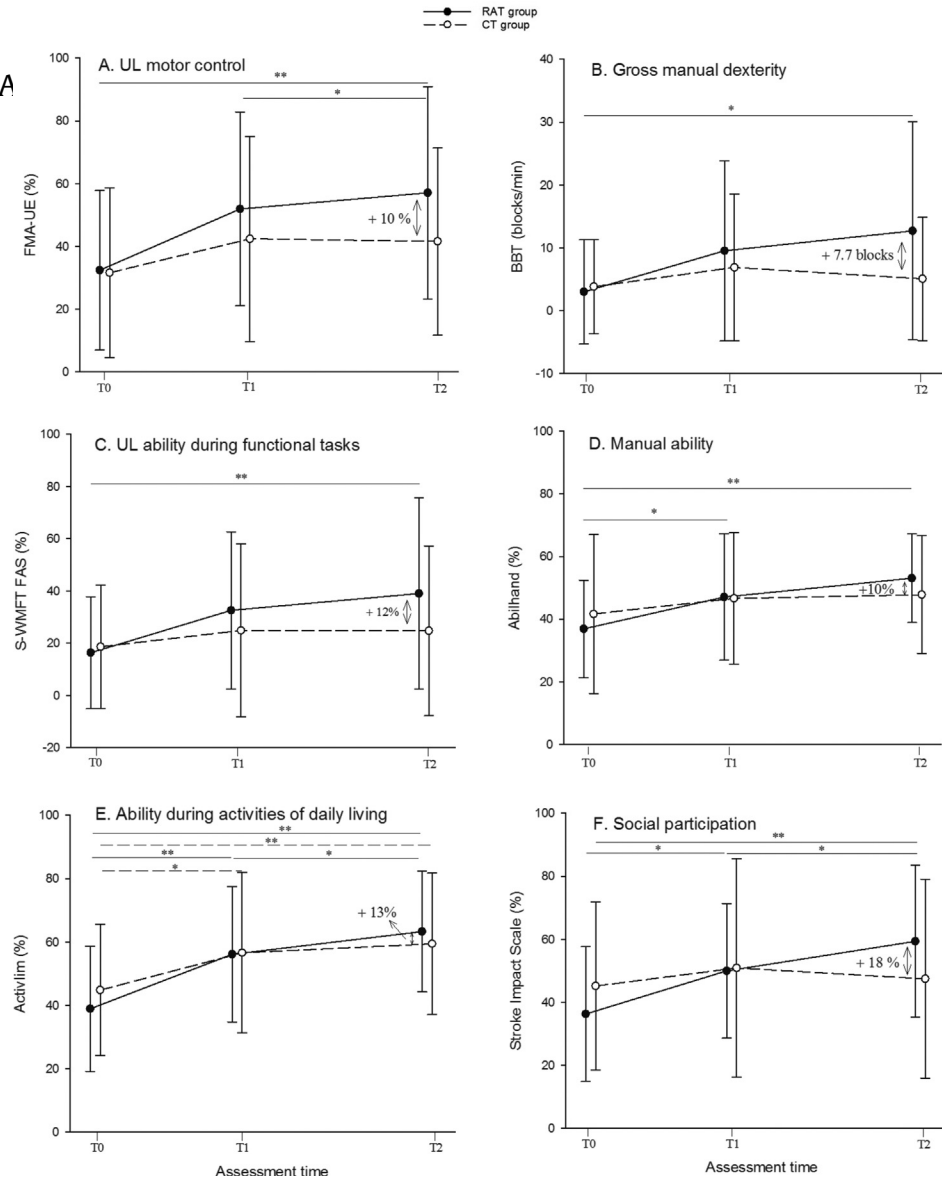 RAT group
CT group
A
A. UL motor control
FMA-UE (%)
100
80
60
40
20
0
**
*
+ 10 %
T0
T1
T2
B. Gross manual dexterity
BBT (blocks/min)
40
30
20
10
0
-10
*
+ 7.7 blocks
T0
T1
T2
C. UL ability during functional tasks
S-WMFT FAS (%)
100
80
60
40
20
0
-20
**
+ 12%
T0
T1
T2
D. Manual ability
Abilhand (%)
100
80
60
40
20
0
**
*
+10%
T0
T1
T2
E. Ability during activities of daily living
Activlim (%)
100
80
60
40
20
0
**
**
**
*
*
+ 13%
T0
T1
T2
Assessment time
F. Social participation
Stroke Impact Scale (%)
100
80
60
40
20
0
**
*
*
+ 18 %
T0
T1
T2
Assessment time